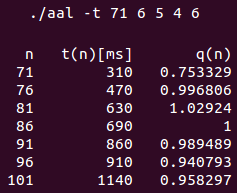 ./aal -t 71 6 5 4 6
n t(n)[ms] q(n)
71 310 0.753329
76 470 0.996806
81 630 1.02924
86 690 1
91 860 0.989489
96 910 0.940793
101 1140 0.958297